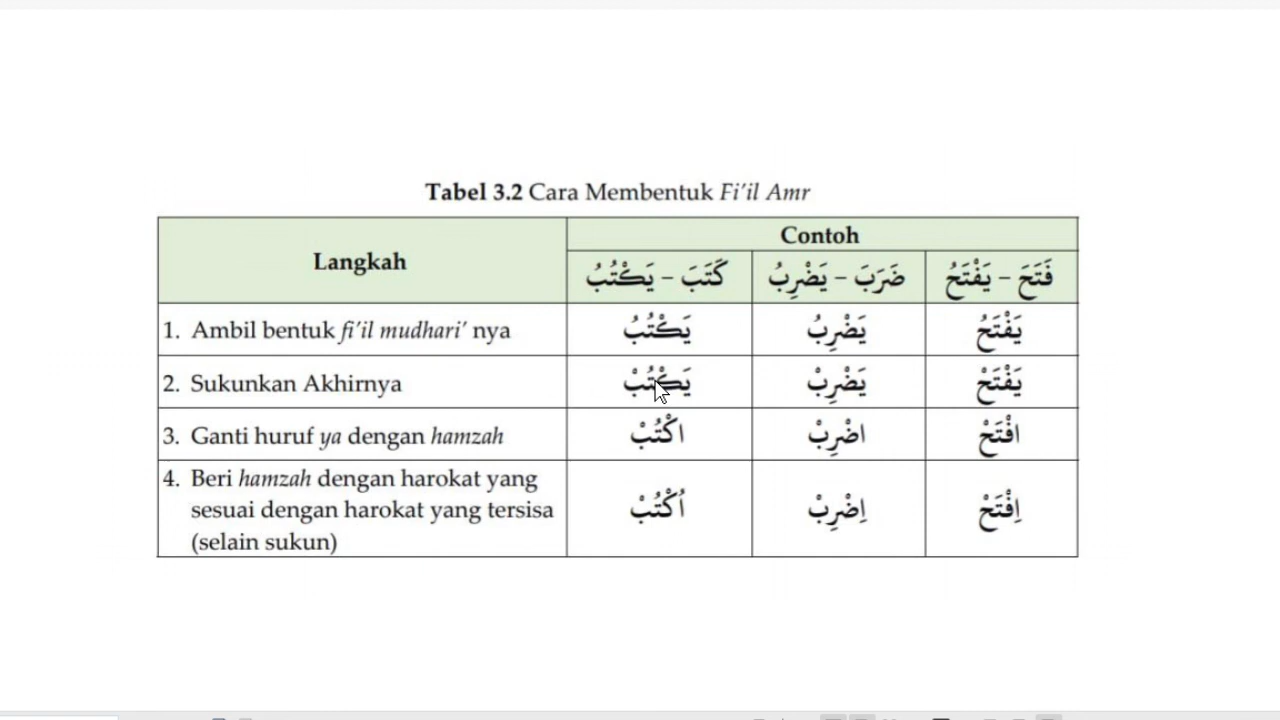 Tabel 3.2 Cara Membentuk Fi'il Amr
Langkah
Contoh
كَتَبَ – يَكْتُبُ
ضَرَبَ – يَضْرِبُ
فَتَحَ – يَفْتَحُ
1. Ambil bentuk fi'il mudhari' nya
يَكْتُبُ
يَضْرِبُ
يَفْتَحُ
2. Sukunkan Akhirnya
يَكْتُبْ
يَضْرِبْ
يَفْتَحْ
3. Ganti huruf ya dengan hamzah
اكْتُبْ
اضْرِبْ
افْتَحْ
4. Beri hamzah dengan harokat yang
sesuai dengan harokat yang tersisa
(selain sukun)
اُكْتُبْ
اِضْرِبْ
اِفْتَحْ